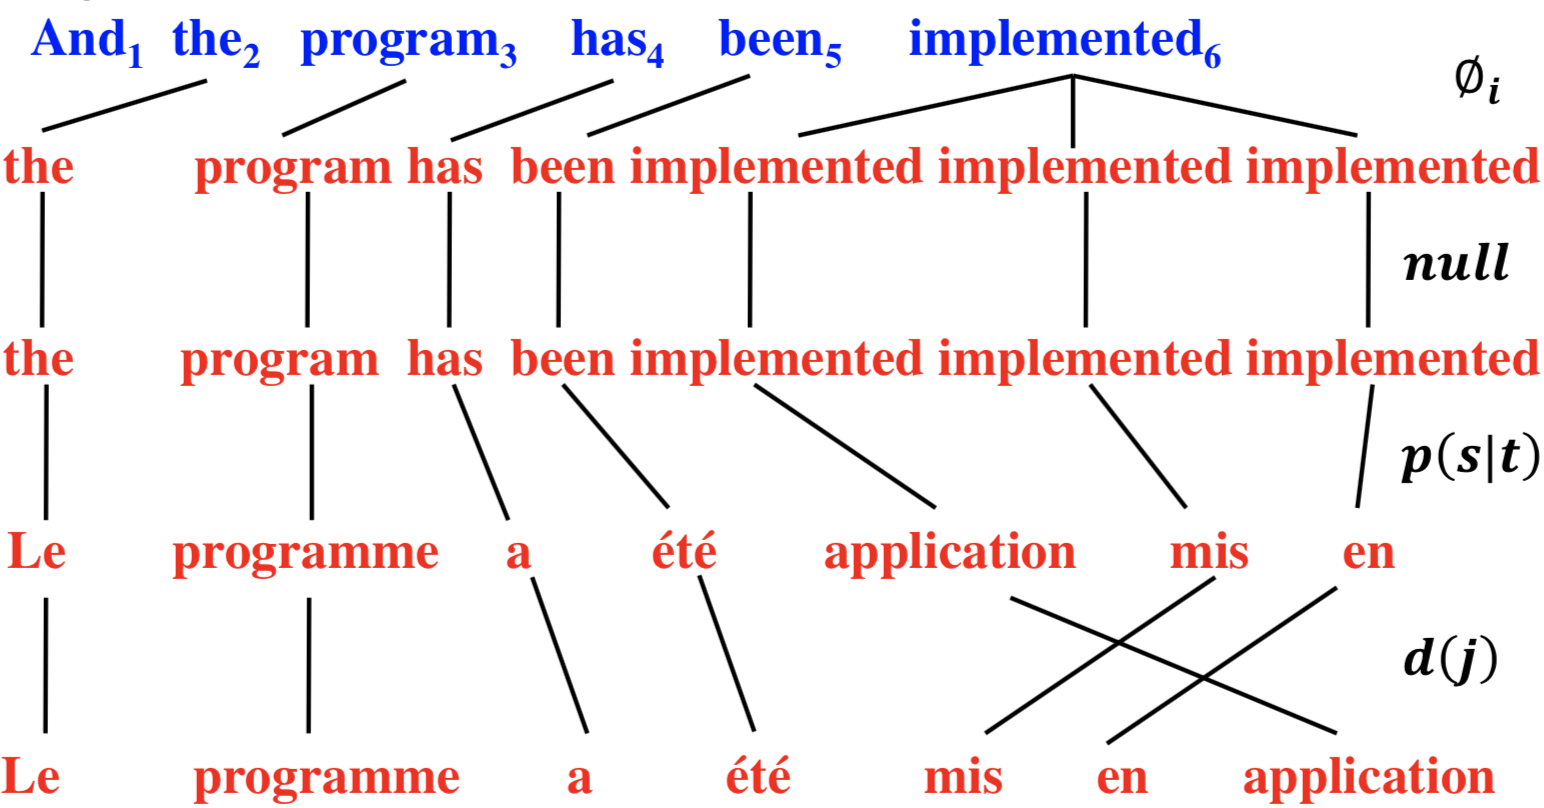 And₁ the₂ program₃ has₄ been₅ implemented₆
∅ᵢ
the program has been implemented implemented implemented
null
the program has been implemented implemented implemented
p(s|t)
Le programme a été application mis en
d(j)
Le programme a été mis en application